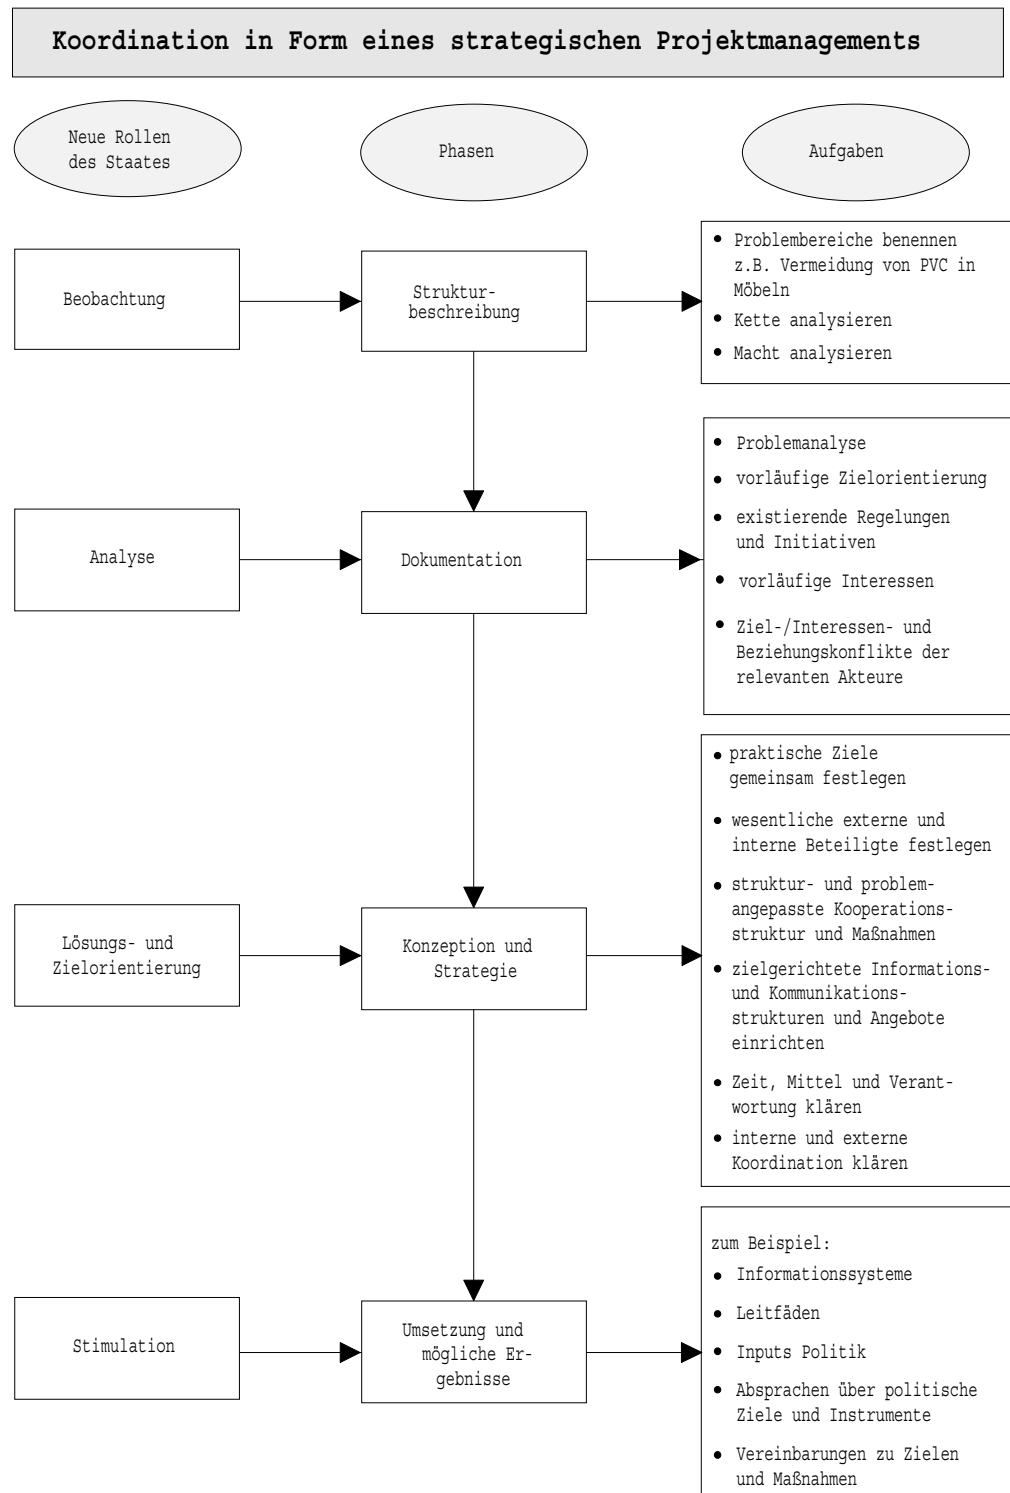 Koordination in Form eines strategischen Projektmanagements
Neue Rollen
des Staates
Phasen
Aufgaben
Beobachtung
Struktur-
beschreibung
• Problembereiche benennen
z.B. Vermeidung von PVC in
Möbeln
• Kette analysieren
• Macht analysieren
Analyse
Dokumentation
• Problemanalyse
• vorläufige Zielorientierung
• existierende Regelungen
und Initiativen
• vorläufige Interessen
• Ziel-/Interessen- und
Beziehungskonflikte der
relevanten Akteure
Lösungs- und
Zielorientierung
Konzeption und
Strategie
• praktische Ziele
gemeinsam festlegen
• wesentliche externe und
interne Beteiligte festlegen
• struktur- und problem-
angepasste Kooperations-
struktur und Maßnahmen
• zielgerichtete Informations-
und Kommunikations-
strukturen und Angebote
einrichten
• Zeit, Mittel und Verant-
wortung klären
• interne und externe
Koordination klären
Stimulation
Umsetzung und
mögliche Er-
gebnisse
zum Beispiel:
• Informationssysteme
• Leitfäden
• Inputs Politik
• Absprachen über politische
Ziele und Instrumente
• Vereinbarungen zu Zielen
und Maßnahmen